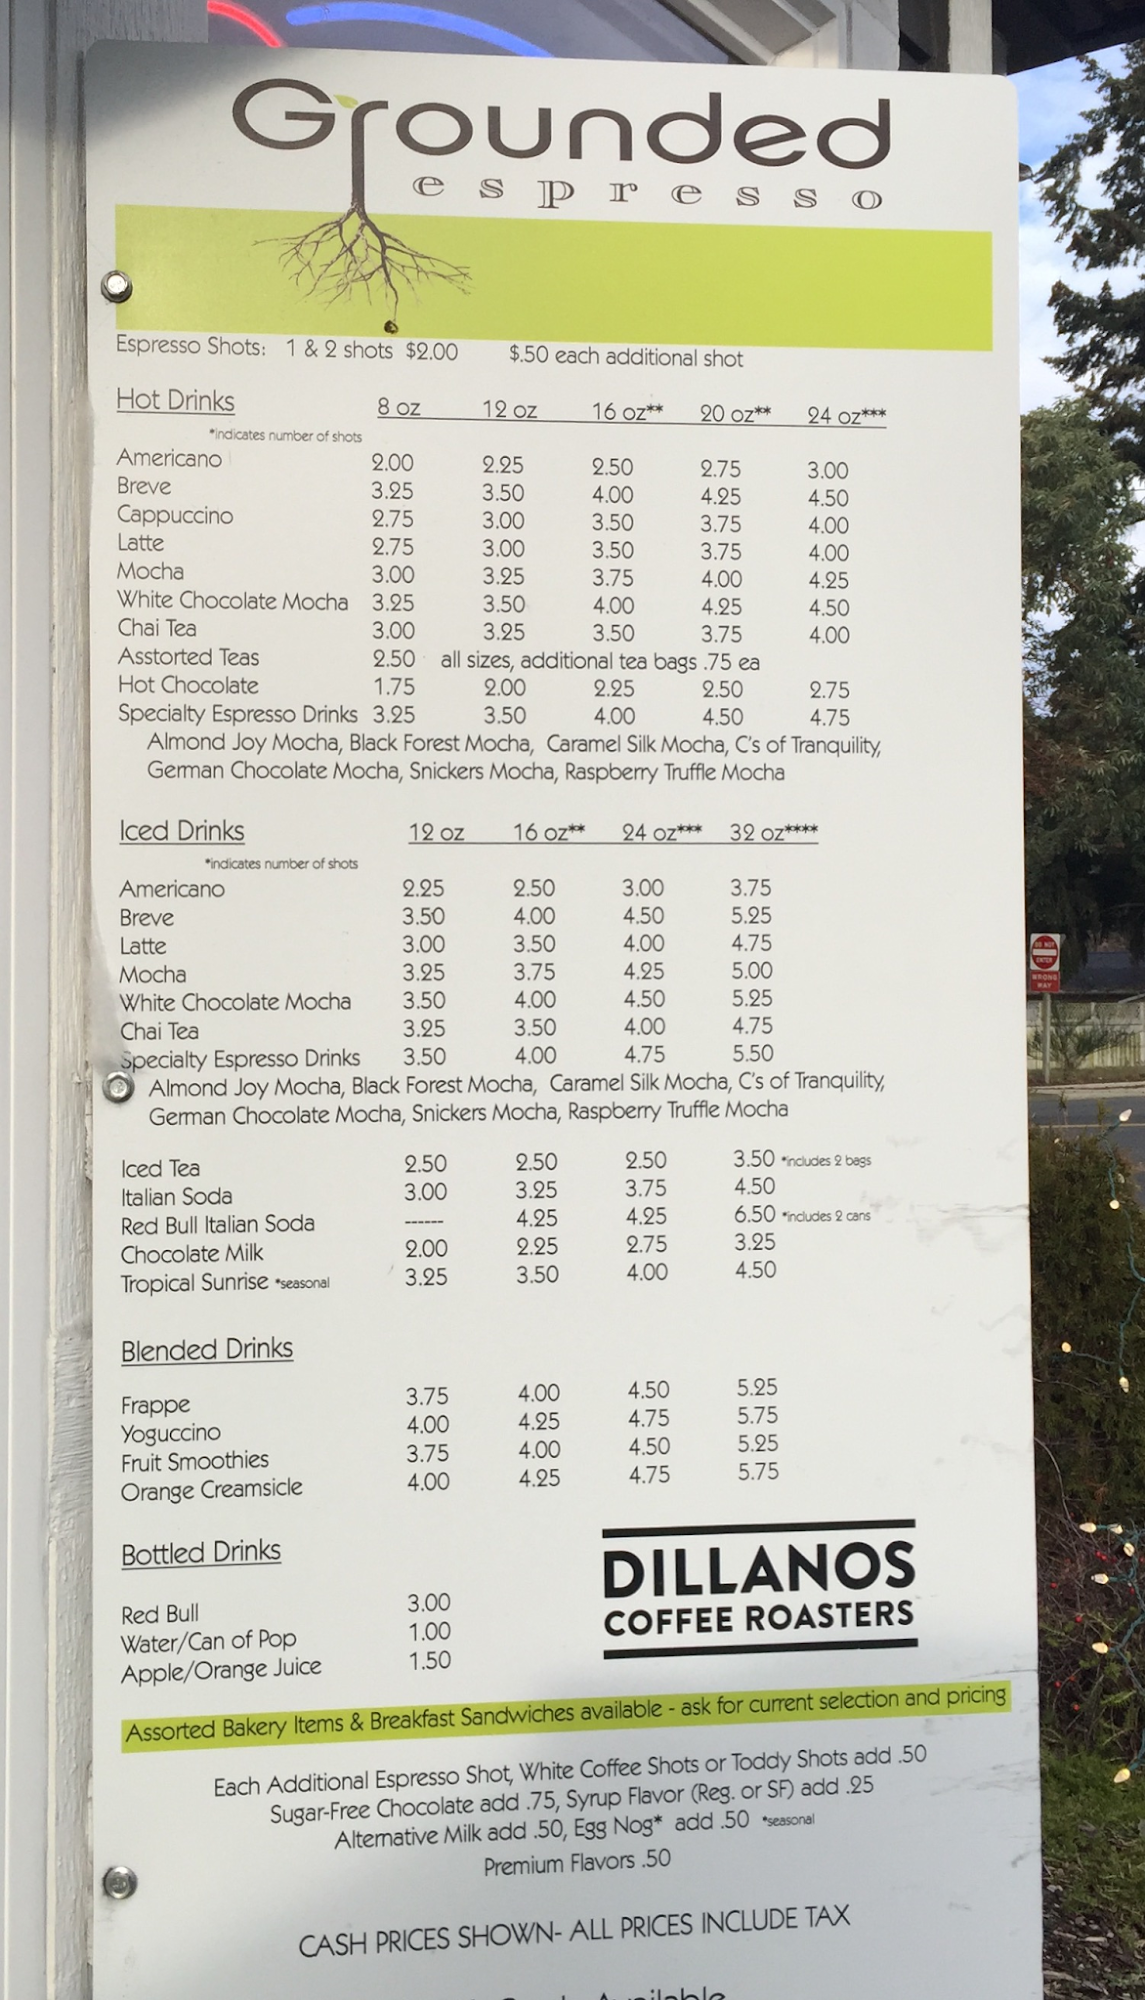 Grounded
espresso
Espresso Shots: 1 & 2 shots $2.00 $.50 each additional shot
Hot Drinks 8 oz 12 oz 16 oz** 20 oz** 24 oz***
*indicates number of shots
Americano 2.00 2.25 2.50 2.75 3.00
Breve 3.25 3.50 4.00 4.25 4.50
Cappuccino 2.75 3.00 3.50 3.75 4.00
Latte 2.75 3.00 3.50 3.75 4.00
Mocha 3.00 3.25 3.75 4.00 4.25
White Chocolate Mocha 3.25 3.50 4.00 4.25 4.50
Chai Tea 3.00 3.25 3.50 3.75 4.00
Asstorted Teas 2.50 all sizes, additional tea bags .75 ea
Hot Chocolate 1.75 2.00 2.25 2.50 2.75
Specialty Espresso Drinks 3.25 3.50 4.00 4.50 4.75
Almond Joy Mocha, Black Forest Mocha, Caramel Silk Mocha, C's of Tranquility,
German Chocolate Mocha, Snickers Mocha, Raspberry Truffle Mocha
Iced Drinks 12 oz 16 oz** 24 oz*** 32 oz****
*indicates number of shots
Americano 2.25 2.50 3.00 3.75
Breve 3.50 4.00 4.50 5.25
Latte 3.00 3.50 4.00 4.75
Mocha 3.25 3.75 4.25 5.00
White Chocolate Mocha 3.50 4.00 4.50 5.25
Chai Tea 3.25 3.50 4.00 4.75
Specialty Espresso Drinks 3.50 4.00 4.75 5.50
Almond Joy Mocha, Black Forest Mocha, Caramel Silk Mocha, C's of Tranquility,
German Chocolate Mocha, Snickers Mocha, Raspberry Truffle Mocha
Iced Tea 2.50 2.50 2.50 3.50 *includes 2 bags
Italian Soda 3.00 3.25 3.75 4.50
Red Bull Italian Soda ------ 4.25 4.25 6.50 *includes 2 cans
Chocolate Milk 2.00 2.25 2.75 3.25
Tropical Sunrise *seasonal 3.25 3.50 4.00 4.50
Blended Drinks
Frappe 3.75 4.00 4.50 5.25
Yoguccino 4.00 4.25 4.75 5.75
Fruit Smoothies 3.75 4.00 4.50 5.25
Orange Creamsicle 4.00 4.25 4.75 5.75
Bottled Drinks
Red Bull 3.00
Water/Can of Pop 1.00
Apple/Orange Juice 1.50
DILLANOS
COFFEE ROASTERS
Assorted Bakery Items & Breakfast Sandwiches available - ask for current selection and pricing
Each Additional Espresso Shot, White Coffee Shots or Toddy Shots add .50
Sugar-Free Chocolate add .75, Syrup Flavor (Reg. or SF) add .25
Alternative Milk add .50, Egg Nog* add .50 *seasonal
Premium Flavors .50
CASH PRICES SHOWN- ALL PRICES INCLUDE TAX
Available
DO NOT
ENTER
WRONG
WAY